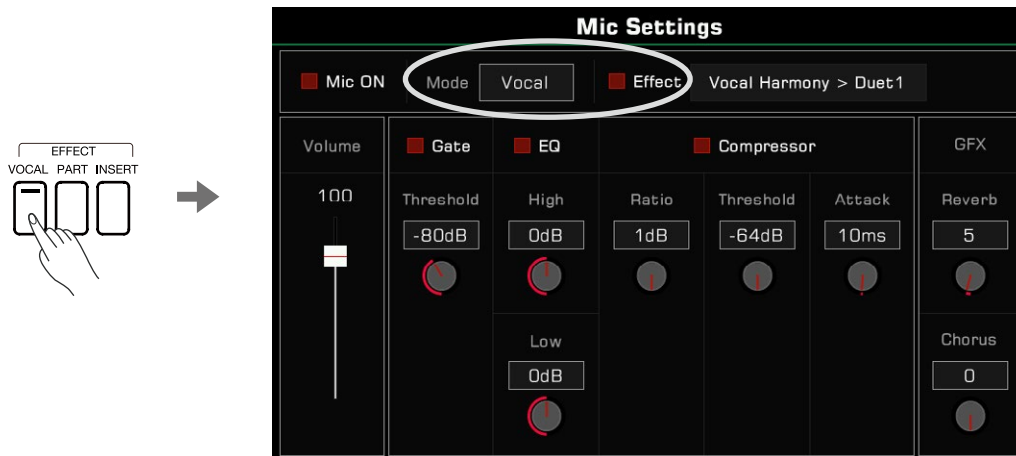 Mic Settings
Mic ON
Mode Vocal
Effect Vocal Harmony > Duet1
EFFECT
VOCAL PART INSERT
Volume Gate EQ Compressor GFX
100 Threshold High Ratio Threshold Attack Reverb
-80dB 0dB 1dB -64dB 10ms 5
Low Chorus
0dB 0